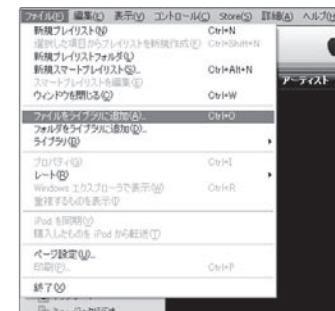 ファイル(F) 編集(E) 表示(V) コントロール(C) Store(S) 詳細(A) ヘルプ(H)
新規プレイリスト(N) Ctrl+N
選択した項目からプレイリストを新規作成(F) Ctrl+Shift+N
新規プレイリストフォルダ(L)
新規スマートプレイリスト(S)... Ctrl+Alt+N
スマートプレイリストを編集(E)
ウィンドウを閉じる(C) Ctrl+W
ファイルをライブラリに追加(A)... Ctrl+O
フォルダをライブラリに追加(D)...
ライブラリ(B)
プロパティ(G) Ctrl+I
レート(R)
Windows エクスプローラで表示(W) Ctrl+R
重複するものを表示(D)
iPod を同期(Y)
購入したものを iPod から転送(T)
ページ設定(U)...
印刷(P)... Ctrl+P
終了(X)
アーティスト